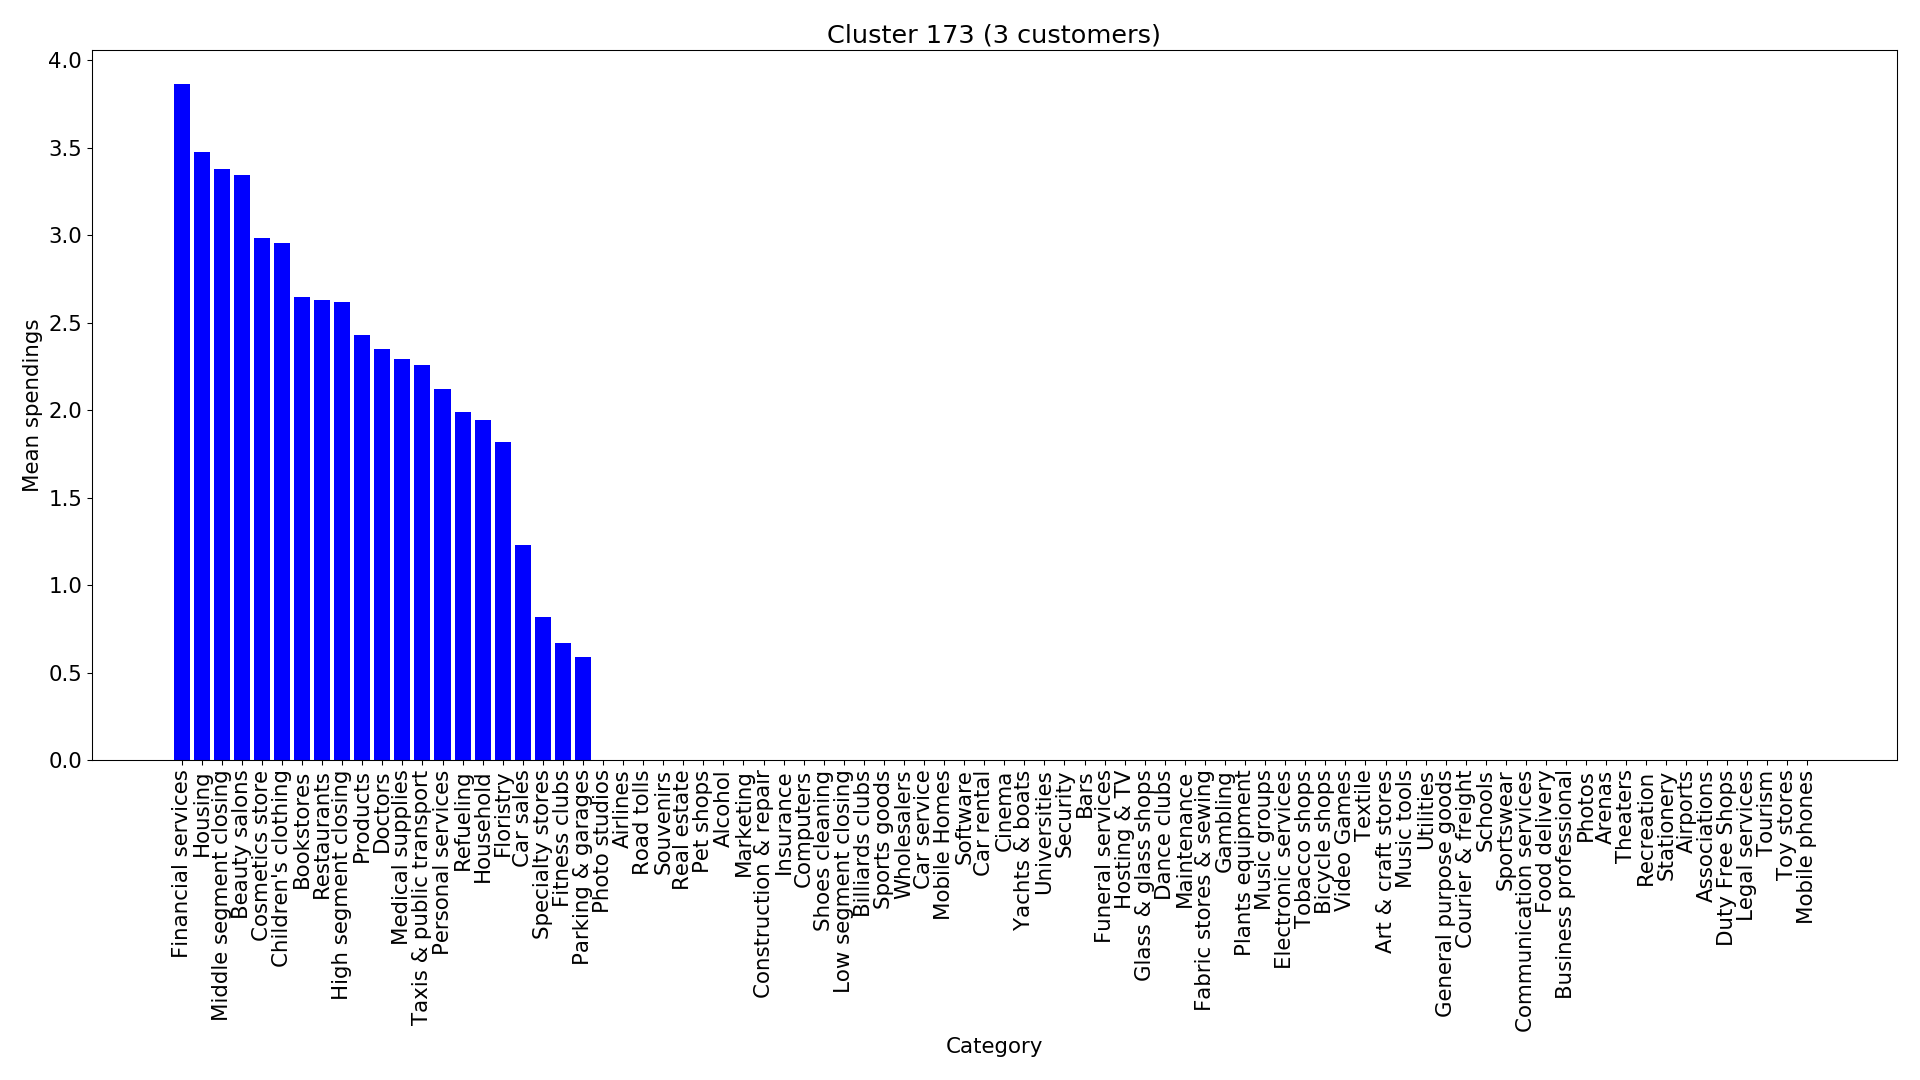 Cluster 173 (3 customers)
Mean spendings
4.0
3.5
3.0
2.5
2.0
1.5
1.0
0.5
0.0
Financial services
Housing
Middle segment closing
Beauty salons
Cosmetics store
Children's clothing
Bookstores
Restaurants
High segment closing
Products
Doctors
Medical supplies
Taxis & public transport
Personal services
Refueling
Household
Floristry
Car sales
Specialty stores
Fitness clubs
Parking & garages
Photo studios
Airlines
Road tolls
Souvenirs
Real estate
Pet shops
Alcohol
Marketing
Construction & repair
Insurance
Computers
Shoes cleaning
Low segment closing
Billiards clubs
Sports goods
Wholesalers
Car service
Mobile Homes
Software
Car rental
Cinema
Yachts & boats
Universities
Security
Bars
Funeral services
Hosting & TV
Glass & glass shops
Dance clubs
Maintenance
Fabric stores & sewing
Gambling
Plants equipment
Music groups
Electronic services
Tobacco shops
Bicycle shops
Video Games
Textile
Art & craft stores
Music tools
Utilities
General purpose goods
Courier & freight
Schools
Sportswear
Communication services
Food delivery
Business professional
Photos
Arenas
Theaters
Recreation
Stationery
Airports
Associations
Duty Free Shops
Legal services
Tourism
Toy stores
Mobile phones
Category